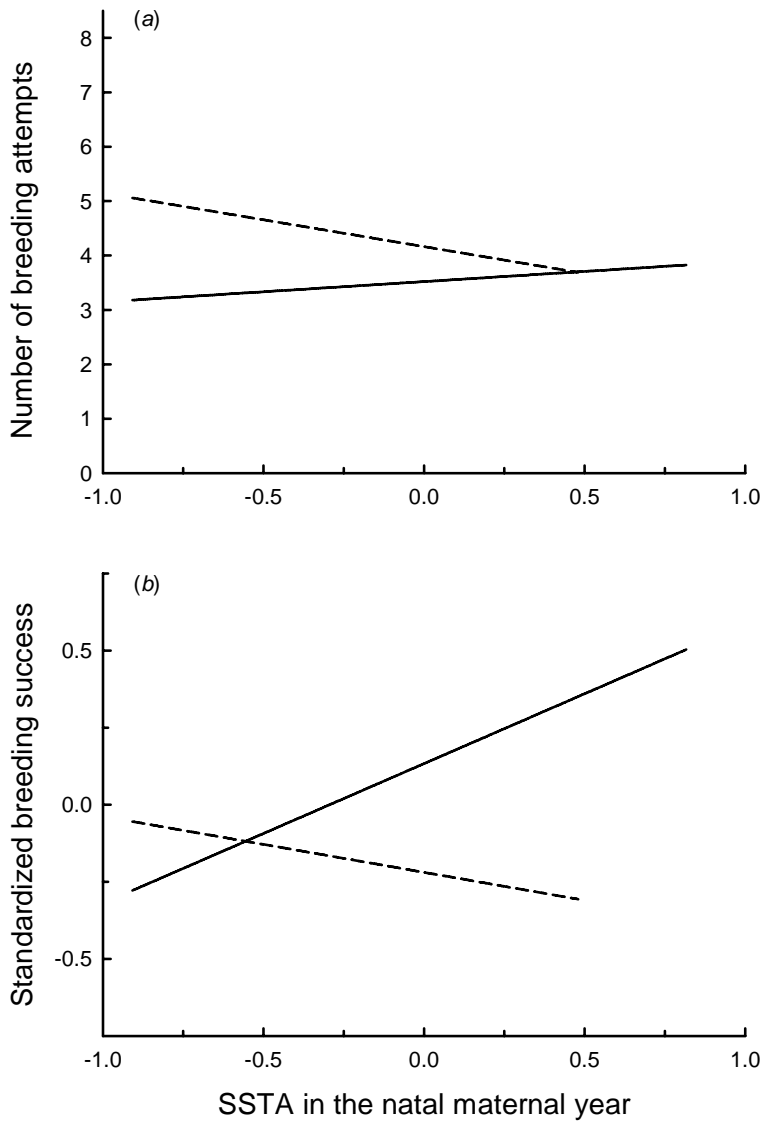 (a)
Number of breeding attempts
8
7
6
5
4
3
2
1
0
-1.0 -0.5 0.0 0.5 1.0
(b)
Standardized breeding success
0.5
0.0
-0.5
-1.0 -0.5 0.0 0.5 1.0
SSTA in the natal maternal year